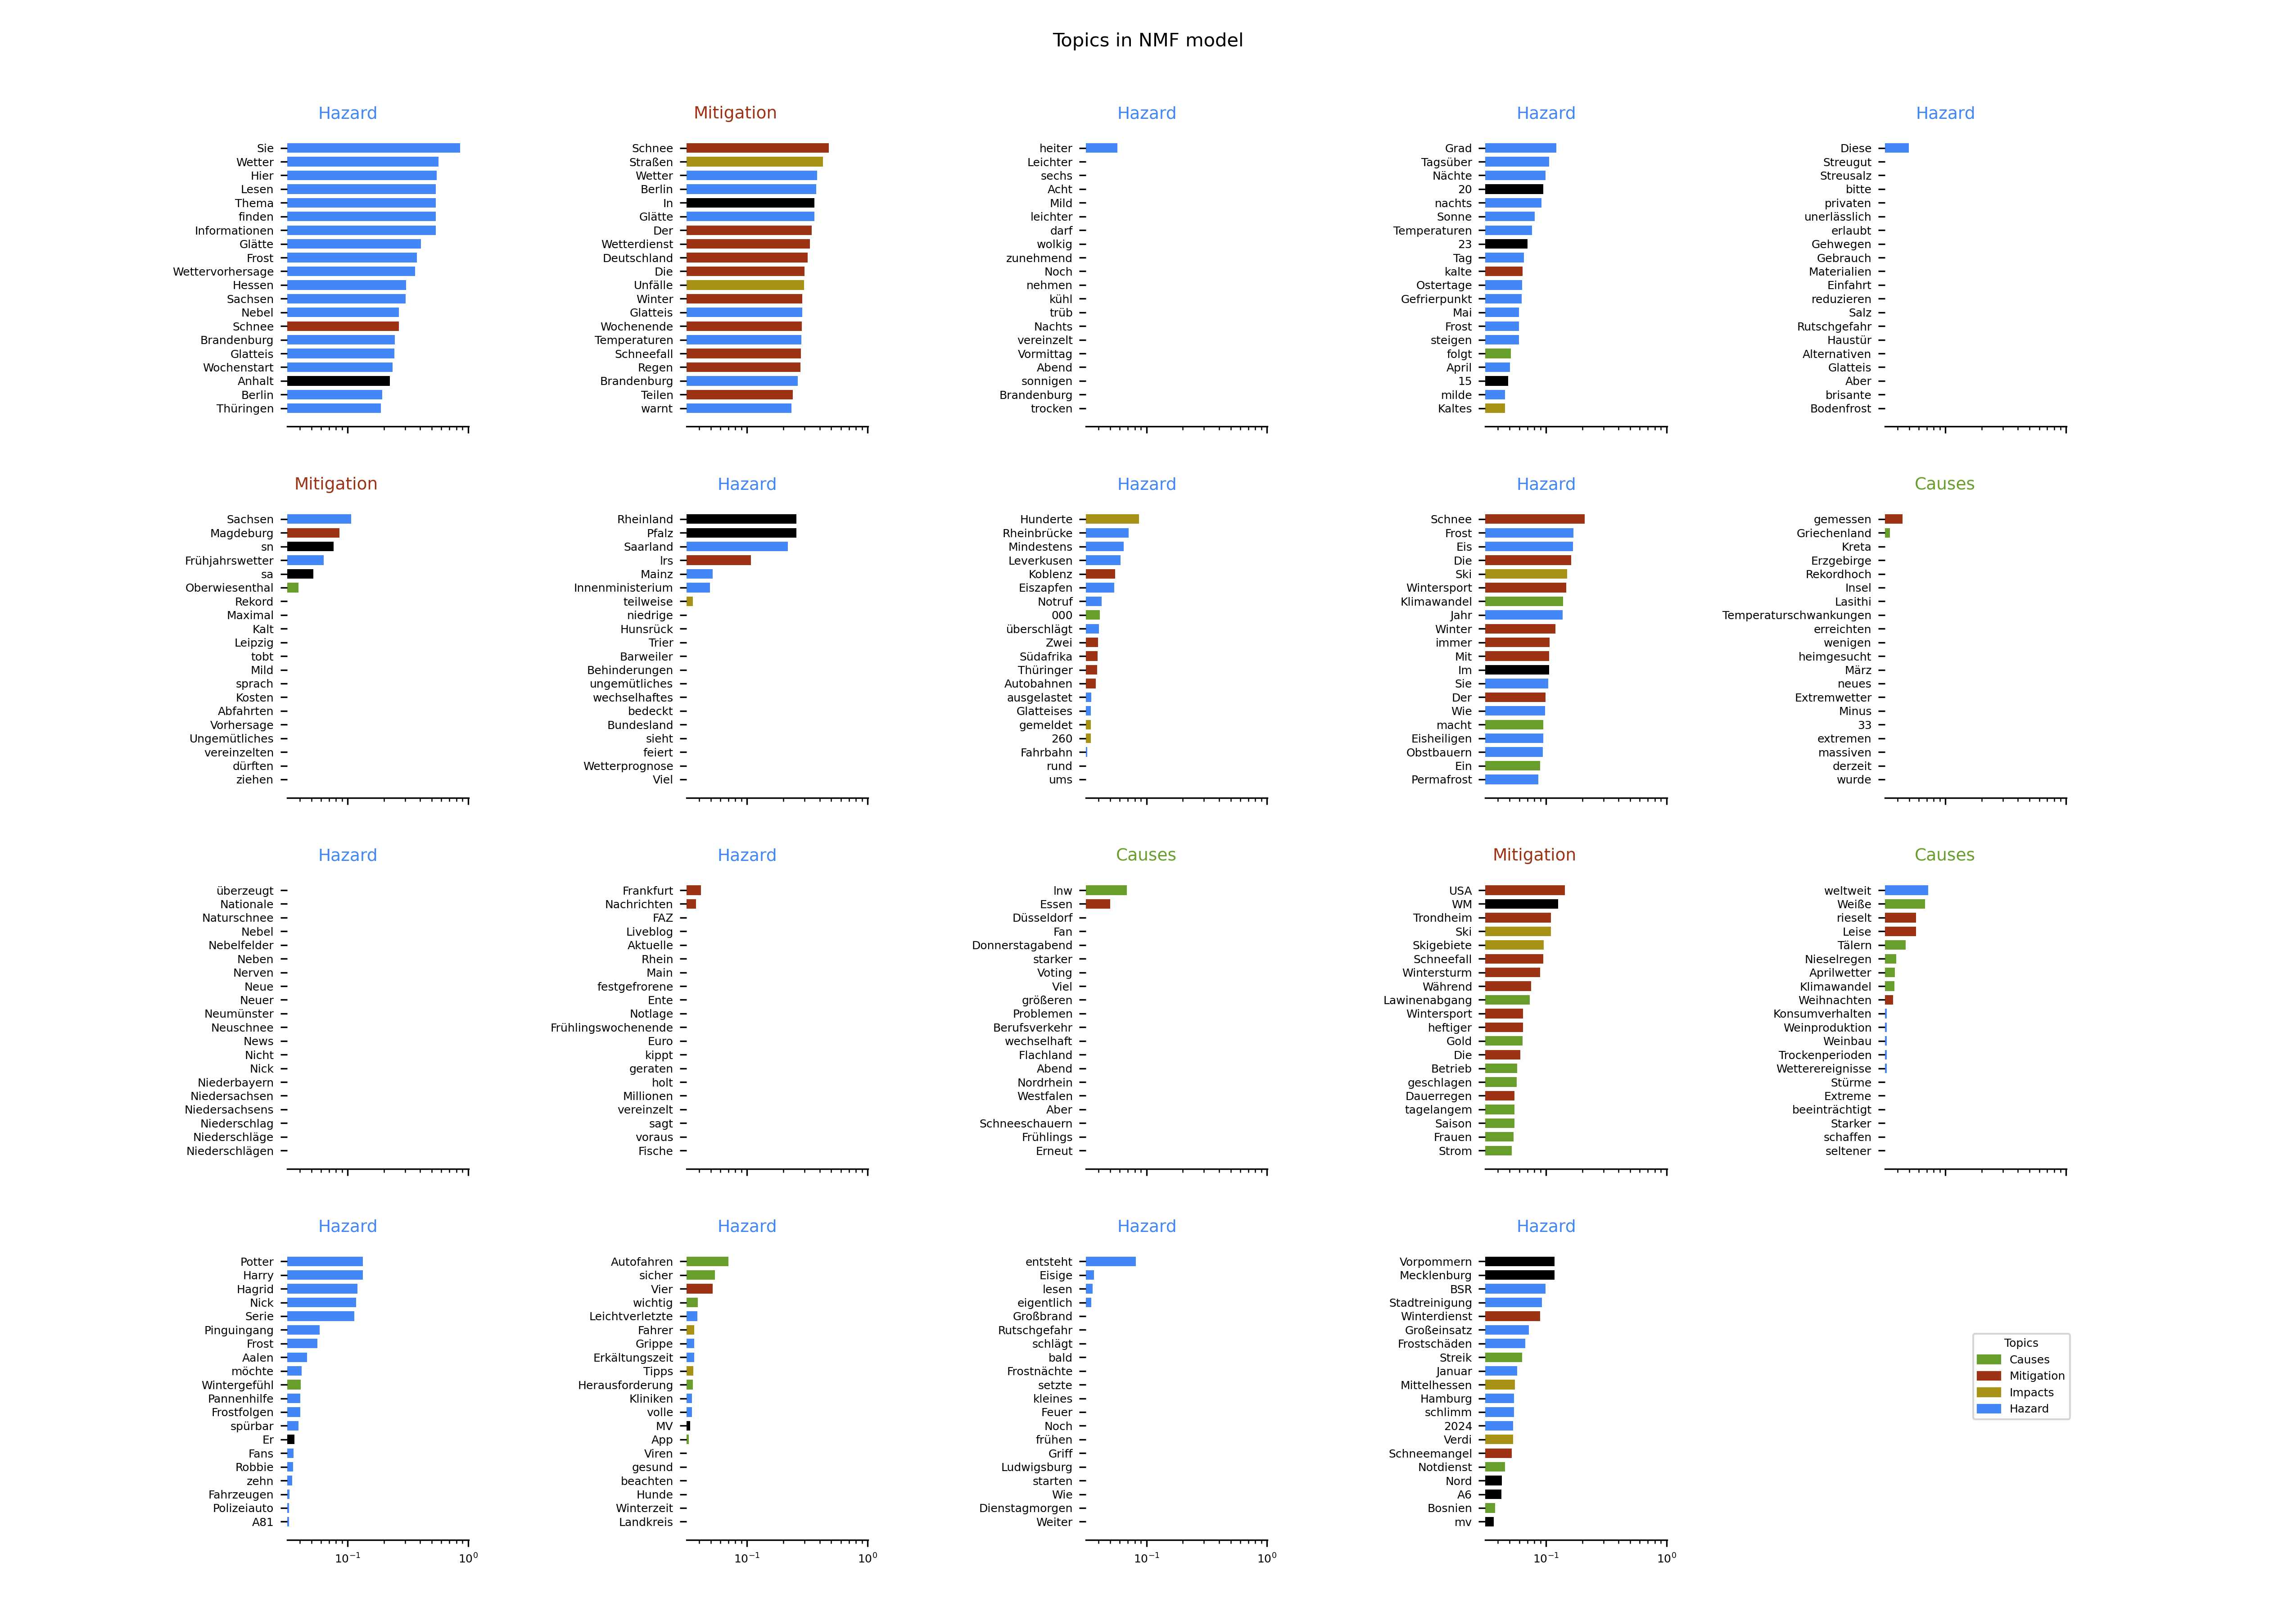 Topics in NMF model
Hazard
Sie
Wetter
Hier
Lesen
Thema
finden
Informationen
Glätte
Frost
Wettervorhersage
Hessen
Sachsen
Nebel
Schnee
Brandenburg
Glatteis
Wochenstart
Anhalt
Berlin
Thüringen
Mitigation
Schnee
Straßen
Wetter
Berlin
In
Glätte
Der
Wetterdienst
Deutschland
Die
Unfälle
Winter
Glatteis
Wochenende
Temperaturen
Schneefall
Regen
Brandenburg
Teilen
warnt
Hazard
heiter
Leichter
sechs
Acht
Mild
leichter
darf
wolkig
zunehmend
Noch
nehmen
kühl
trüb
Nachts
vereinzelt
Vormittag
Abend
sonnigen
Brandenburg
trocken
Hazard
Grad
Tagsüber
Nächte
20
nachts
Sonne
Temperaturen
23
Tag
kalte
Ostertage
Gefrierpunkt
Mai
Frost
steigen
folgt
April
15
milde
Kaltes
Hazard
Diese
Streugut
Streusalz
bitte
privaten
unerlässlich
erlaubt
Gehwegen
Gebrauch
Materialien
Einfahrt
reduzieren
Salz
Rutschgefahr
Haustür
Alternativen
Glatteis
Aber
brisante
Bodenfrost
Mitigation
Sachsen
Magdeburg
sn
Frühjahrswetter
sa
Oberwiesenthal
Rekord
Maximal
Kalt
Leipzig
tobt
Mild
sprach
Kosten
Abfahrten
Vorhersage
Ungemütliches
vereinzelten
dürften
ziehen
Hazard
Rheinland
Pfalz
Saarland
lrs
Mainz
Innenministerium
teilweise
niedrige
Hunsrück
Trier
Barweiler
Behinderungen
ungemütliches
wechselhaftes
bedeckt
Bundesland
sieht
feiert
Wetterprognose
Viel
Hazard
Hunderte
Rheinbrücke
Mindestens
Leverkusen
Koblenz
Eiszapfen
Notruf
000
überschlägt
Zwei
Südafrika
Thüringer
Autobahnen
ausgelastet
Glatteises
gemeldet
260
Fahrbahn
rund
ums
Hazard
Schnee
Frost
Eis
Die
Ski
Wintersport
Klimawandel
Jahr
Winter
immer
Mit
Im
Sie
Der
Wie
macht
Eisheiligen
Obstbauern
Ein
Permafrost
Causes
gemessen
Griechenland
Kreta
Erzgebirge
Rekordhoch
Insel
Lasithi
Temperaturschwankungen
erreichten
wenigen
heimgesucht
März
neues
Extremwetter
Minus
33
extremen
massiven
derzeit
wurde
Hazard
überzeugt
Nationale
Naturschnee
Nebel
Nebelfelder
Neben
Nerven
Neue
Neuer
Neumünster
Neuschnee
News
Nicht
Nick
Niederbayern
Niedersachsen
Niedersachsens
Niederschlag
Niederschläge
Niederschlägen
Hazard
Frankfurt
Nachrichten
FAZ
Liveblog
Aktuelle
Rhein
Main
festgefrorene
Ente
Notlage
Frühlingswochenende
Euro
kippt
geraten
holt
Millionen
vereinzelt
sagt
voraus
Fische
Causes
lnw
Essen
Düsseldorf
Fan
Donnerstagabend
starker
Voting
Viel
größeren
Problemen
Berufsverkehr
wechselhaft
Flachland
Abend
Nordrhein
Westfalen
Aber
Schneeschauern
Frühlings
Erneut
Mitigation
USA
WM
Trondheim
Ski
Skigebiete
Schneefall
Wintersturm
Während
Lawinenabgang
Wintersport
heftiger
Gold
Die
Betrieb
geschlagen
Dauerregen
tagelangem
Saison
Frauen
Strom
Causes
weltweit
Weiße
rieselt
Leise
Tälern
Nieselregen
Aprilwetter
Klimawandel
Weihnachten
Konsumverhalten
Weinproduktion
Weinbau
Trockenperioden
Wetterereignisse
Stürme
Extreme
beeinträchtigt
Starker
schaffen
seltener
Hazard
Potter
Harry
Hagrid
Nick
Serie
Pinguingang
Frost
Aalen
möchte
Wintergefühl
Pannenhilfe
Frostfolgen
spürbar
Er
Fans
Robbie
zehn
Fahrzeugen
Polizeiauto
A81
10⁻¹ 10⁰
Hazard
Autofahren
sicher
Vier
wichtig
Leichtverletzte
Fahrer
Grippe
Erkältungszeit
Tipps
Herausforderung
Kliniken
volle
MV
App
Viren
gesund
beachten
Hunde
Winterzeit
Landkreis
10⁻¹ 10⁰
Hazard
entsteht
Eisige
lesen
eigentlich
Großbrand
Rutschgefahr
schlägt
bald
Frostnächte
setzte
kleines
Feuer
Noch
frühen
Griff
Ludwigsburg
starten
Wie
Dienstagmorgen
Weiter
10⁻¹ 10⁰
Hazard
Vorpommern
Mecklenburg
BSR
Stadtreinigung
Winterdienst
Großeinsatz
Frostschäden
Streik
Januar
Mittelhessen
Hamburg
schlimm
2024
Verdi
Schneemangel
Notdienst
Nord
A6
Bosnien
mv
10⁻¹ 10⁰
Topics
Causes
Mitigation
Impacts
Hazard